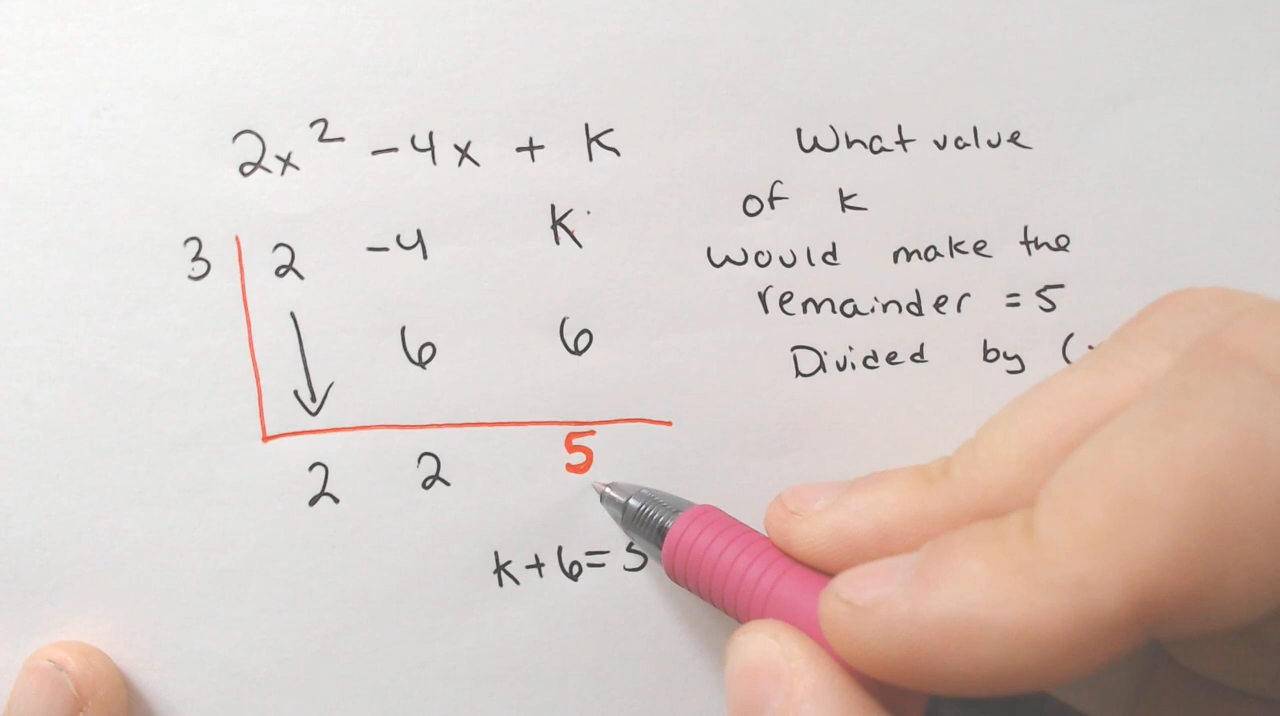 2x² -4x + K
3 2 -4 K
6 6
2 2 5
k+6=5
What value
of k
would make the
remainder = 5
Divided by (